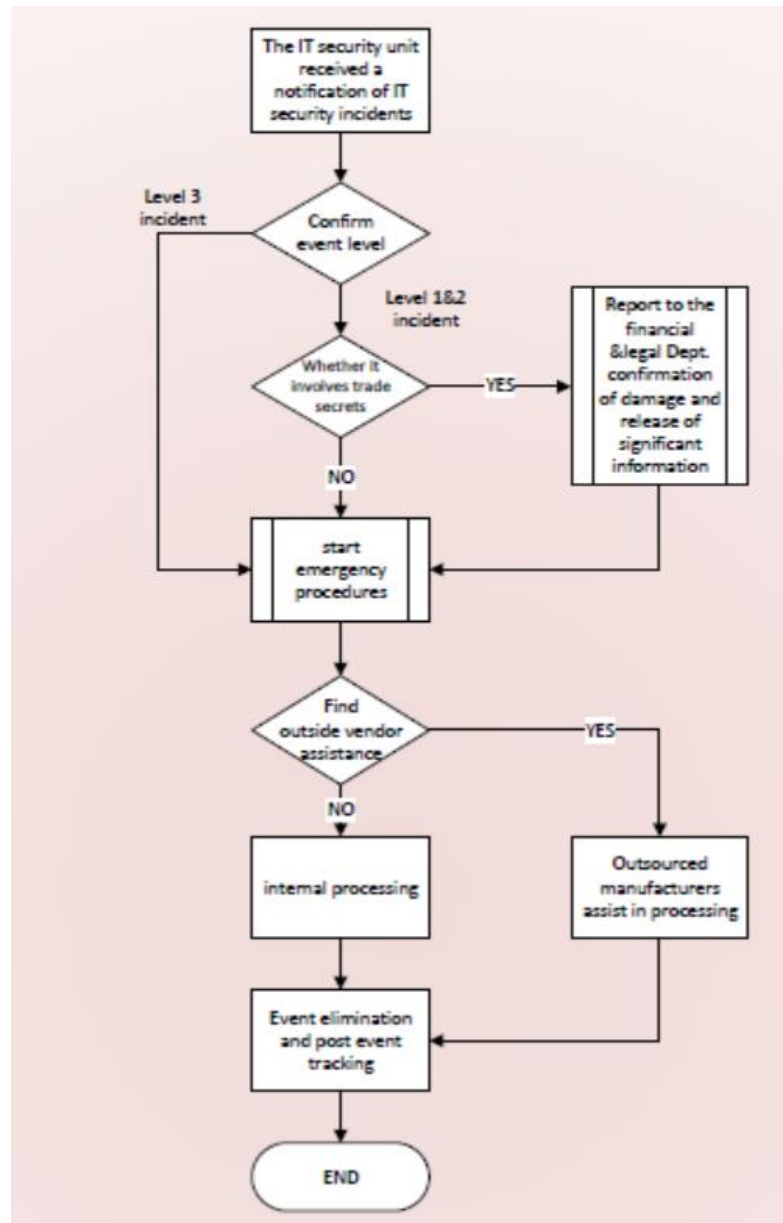 The IT security unit
received a
notification of IT
security incidents
Level 3
incident
Confirm
event level
Level 1&2
incident
Whether it
involves trade
secrets
YES
Report to the
financial
&legal Dept.
confirmation
of damage and
release of
significant
information
NO
start
emergency
procedures
Find
outside vendor
assistance
YES
NO
internal processing
Outsourced
manufacturers
assist in processing
Event elimination
and post event
tracking
END